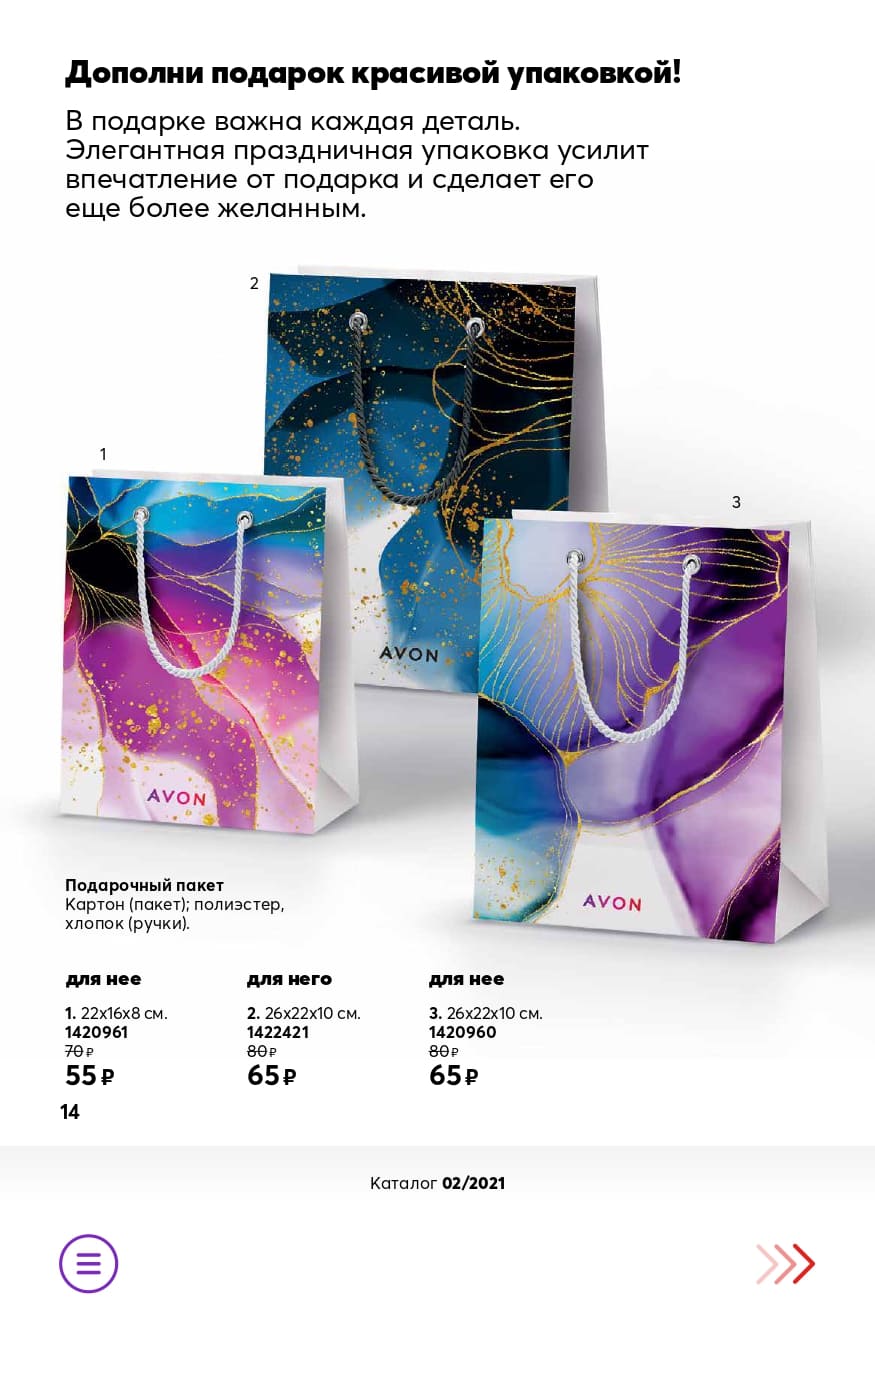 Дополни подарок красивой упаковкой!
В подарке важна каждая деталь.
Элегантная праздничная упаковка усилит
впечатление от подарка и сделает его
еще более желанным.
2
1
3
AVON
AVON
AVON
Подарочный пакет
Картон (пакет); полиэстер,
хлопок (ручки).
для нее
1. 22х16х8 см.
1420961
70 ₽
55 ₽
для него
2. 26х22х10 см.
1422421
80 ₽
65 ₽
для нее
3. 26х22х10 см.
1420960
80 ₽
65 ₽
14
Каталог 02/2021